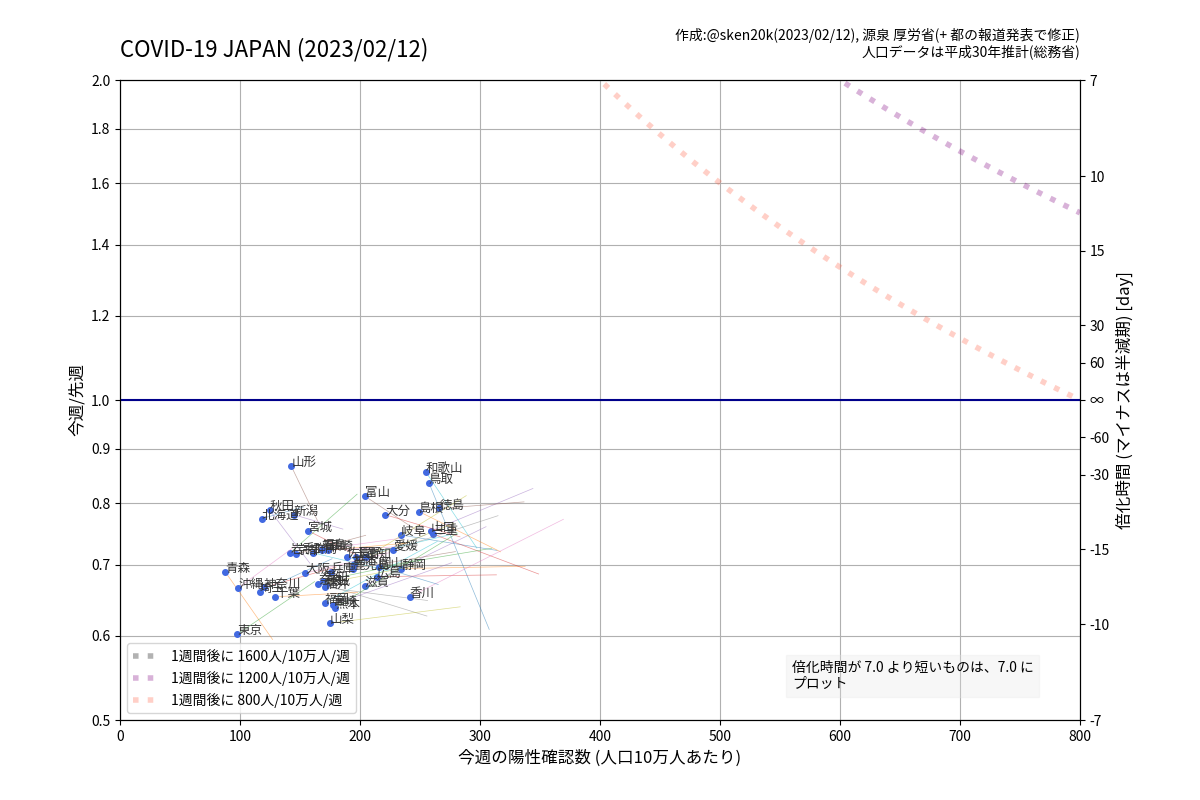 COVID-19 JAPAN (2023/02/12)
作成:@sken20k(2023/02/12), 源泉 厚労省(+ 都の報道発表で修正)
人口データは平成30年推計(総務省)
今週/先週
2.0
1.8
1.6
1.4
1.2
1.0
0.9
0.8
0.7
0.6
0.5
7
10
15
30
60
∞
-60
-30
-15
-10
-7
倍化時間 (マイナスは半減期) [day]
山形
和歌山
鳥取
富山
秋田
北海道
新潟
大分
島根
徳島
宮城
岐阜
山口
三重
愛媛
青森
大阪
兵庫
岡山
静岡
広島
滋賀
沖縄
神奈川
埼玉
千葉
香川
福岡
熊本
山梨
東京
1週間後に 1600人/10万人/週
1週間後に 1200人/10万人/週
1週間後に 800人/10万人/週
倍化時間が 7.0 より短いものは、7.0 に
プロット
0 100 200 300 400 500 600 700 800
今週の陽性確認数 (人口10万人あたり)